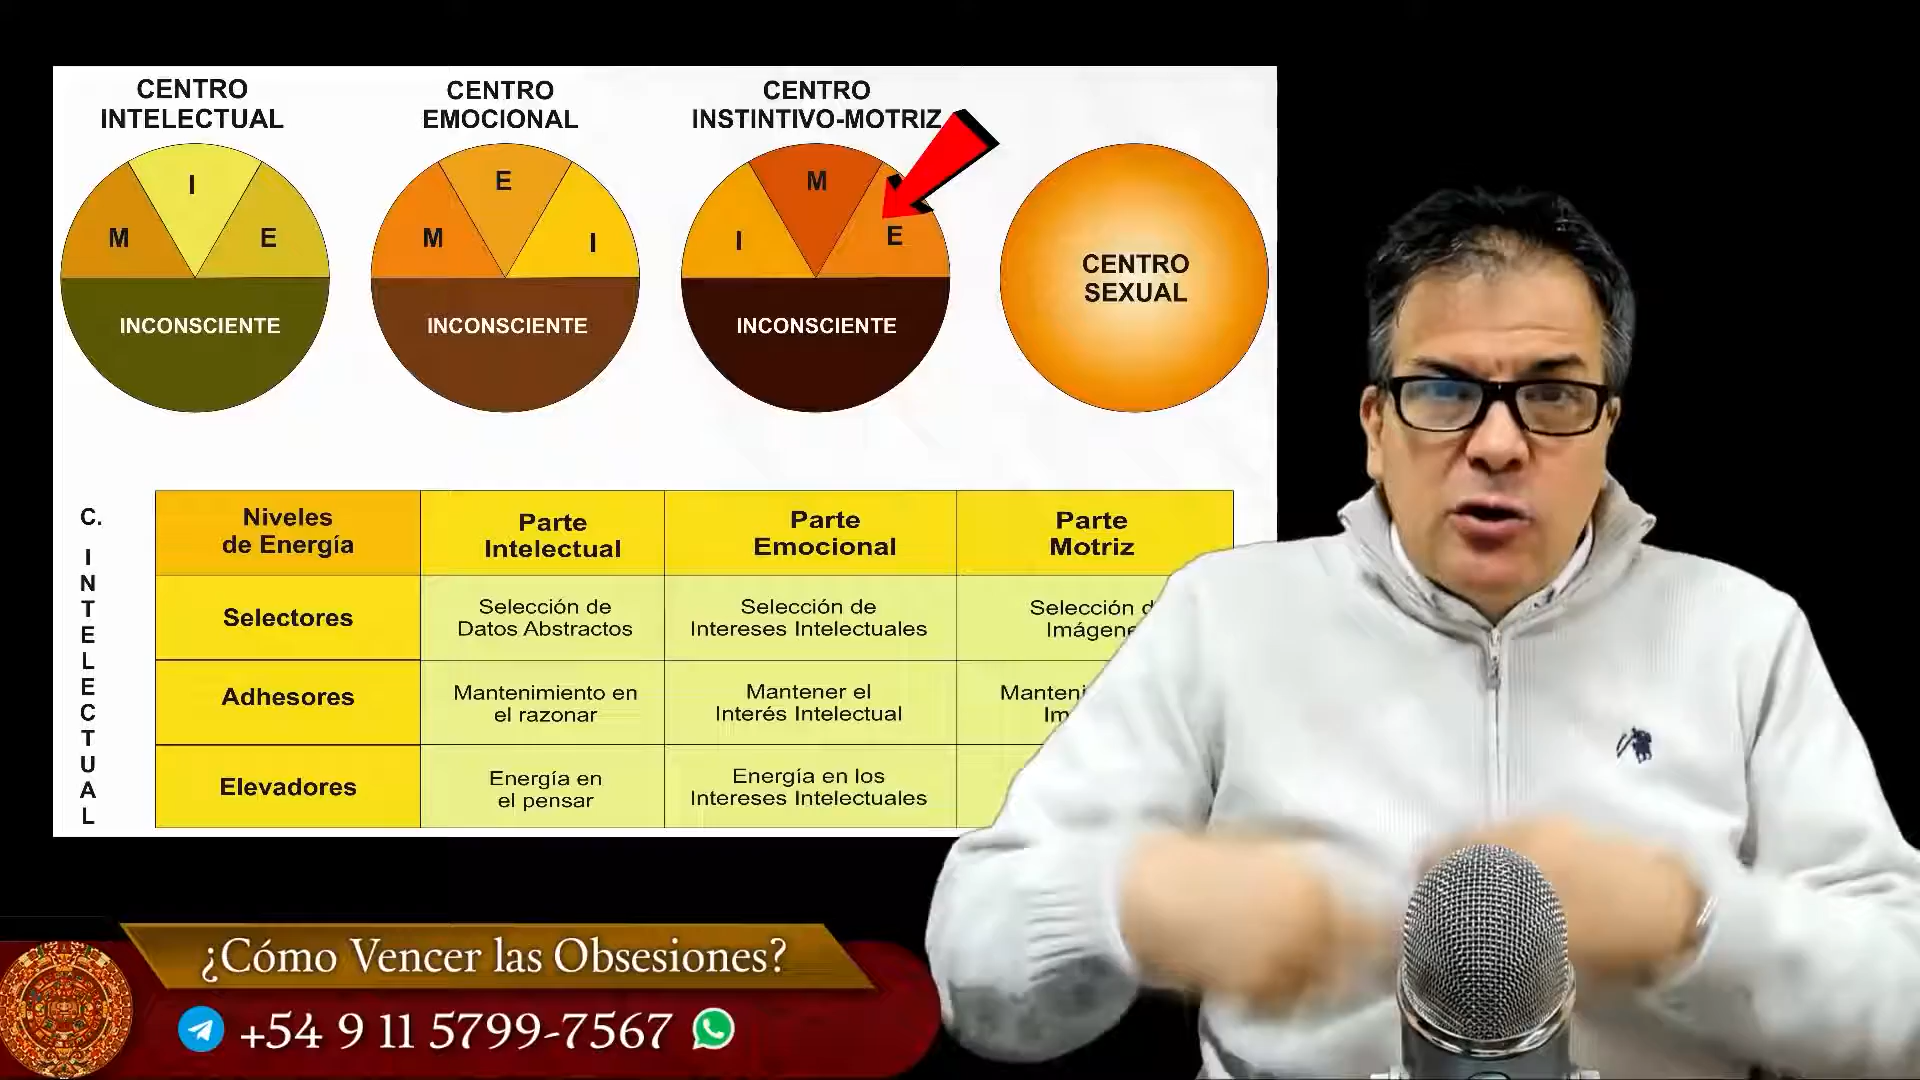 CENTRO
INTELECTUAL
CENTRO
EMOCIONAL
CENTRO
INSTINTIVO-MOTRIZ
M
I
E
INCONSCIENTE
M
E
I
INCONSCIENTE
I
M
E
INCONSCIENTE
CENTRO
SEXUAL
C.
I
N
T
E
L
E
C
T
U
A
L
Niveles
de Energía
Parte
Intelectual
Parte
Emocional
Parte
Motriz
Selectores
Selección de
Datos Abstractos
Selección de
Intereses Intelectuales
Selección
Adhesores
Mantenimiento en
el razonar
Mantener el
Interés Intelectual
Elevadores
Energía en
el pensar
Energía en los
Intereses Intelectuales
¿Cómo Vencer las Obsesiones?
+54 9 11 5799-7567